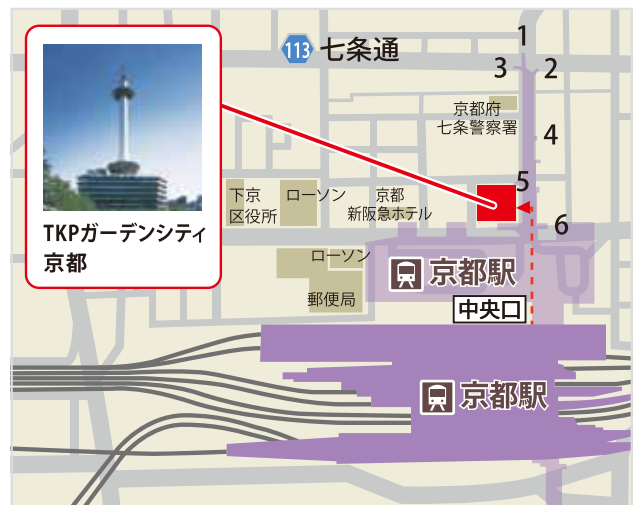 1
113 七条通
3
2
京都府
七条警察署
4
5
下京
区役所
ローソン
京都
新阪急ホテル
TKPガーデンシティ
京都
6
ローソン
京都駅
郵便局
中央口
京都駅